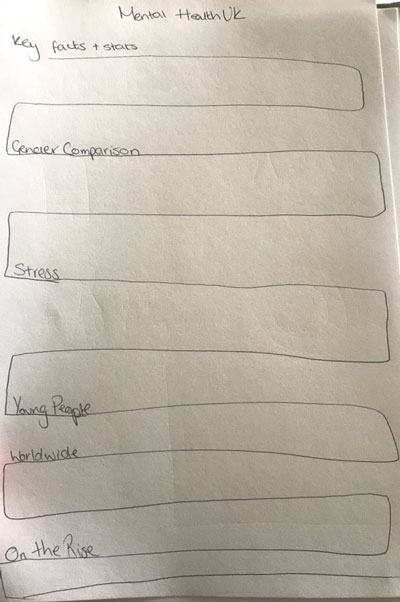 Mental Health UK
Key facts + stats
Gender Comparison
Stress
Young People
Worldwide
On the Rise